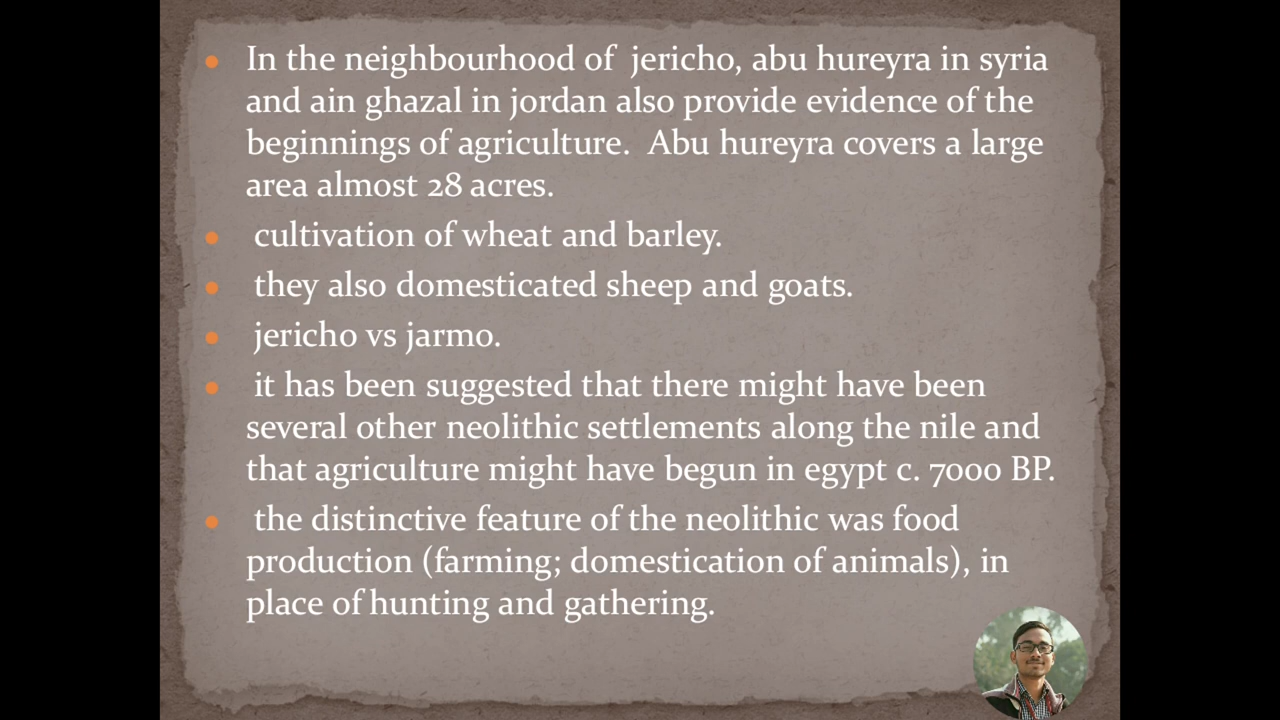 In the neighbourhood of jericho, abu hureyra in syria
and ain ghazal in jordan also provide evidence of the
beginnings of agriculture. Abu hureyra covers a large
area almost 28 acres.
cultivation of wheat and barley.
they also domesticated sheep and goats.
jericho vs jarmo.
it has been suggested that there might have been
several other neolithic settlements along the nile and
that agriculture might have begun in egypt c. 7000 BP.
the distinctive feature of the neolithic was food
production (farming; domestication of animals), in
place of hunting and gathering.